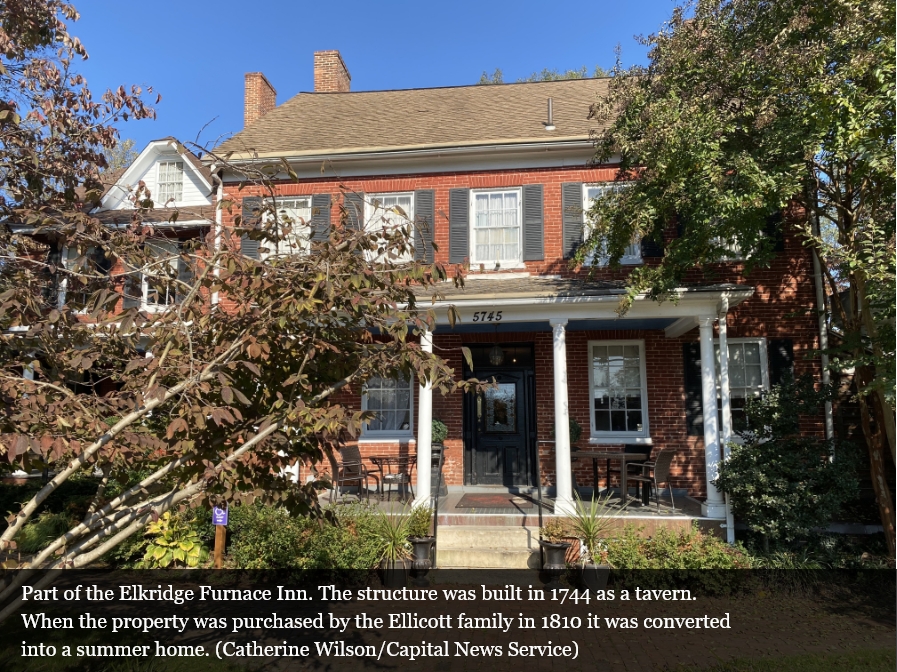 5745
Part of the Elkridge Furnace Inn. The structure was built in 1744 as a tavern.
When the property was purchased by the Ellicott family in 1810 it was converted
into a summer home. (Catherine Wilson/Capital News Service)